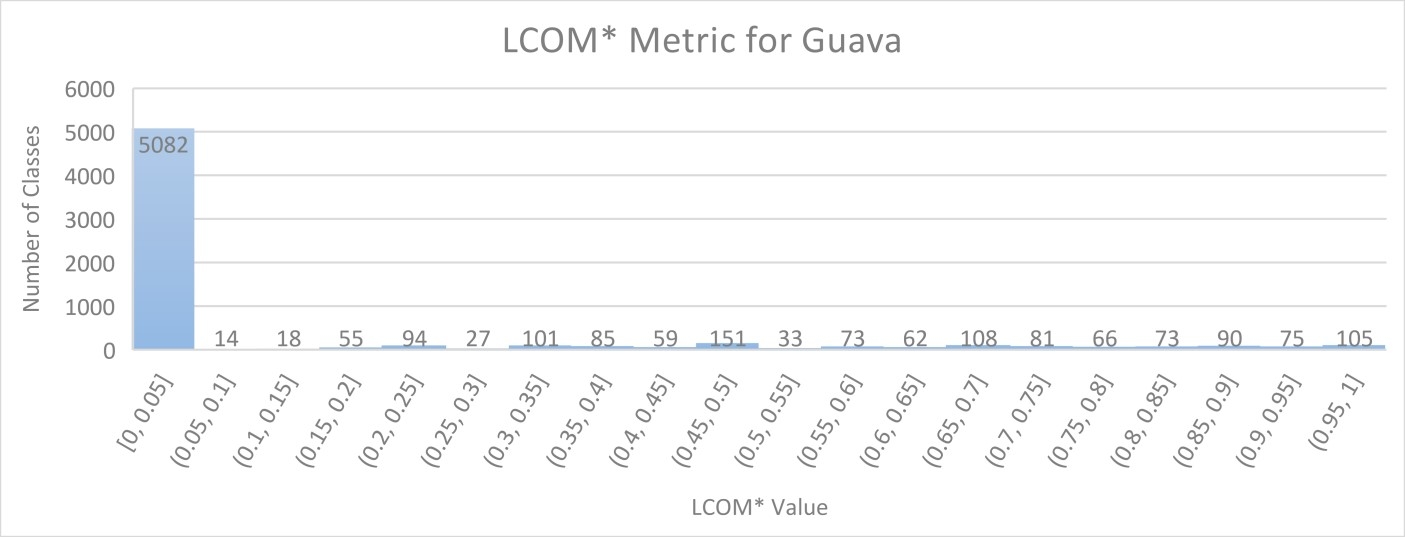 LCOM* Metric for Guava
Number of Classes
6000
5000
4000
3000
2000
1000
0
5082 14 18 55 94 27 101 85 59 151 33 73 62 108 81 66 73 90 75 105
[0, 0.05] (0.05, 0.1] (0.1, 0.15] (0.15, 0.2] (0.2, 0.25] (0.25, 0.3] (0.3, 0.35] (0.35, 0.4] (0.4, 0.45] (0.45, 0.5] (0.5, 0.55] (0.55, 0.6] (0.6, 0.65] (0.65, 0.7] (0.7, 0.75] (0.75, 0.8] (0.8, 0.85] (0.85, 0.9] (0.9, 0.95] (0.95, 1]
LCOM* Value